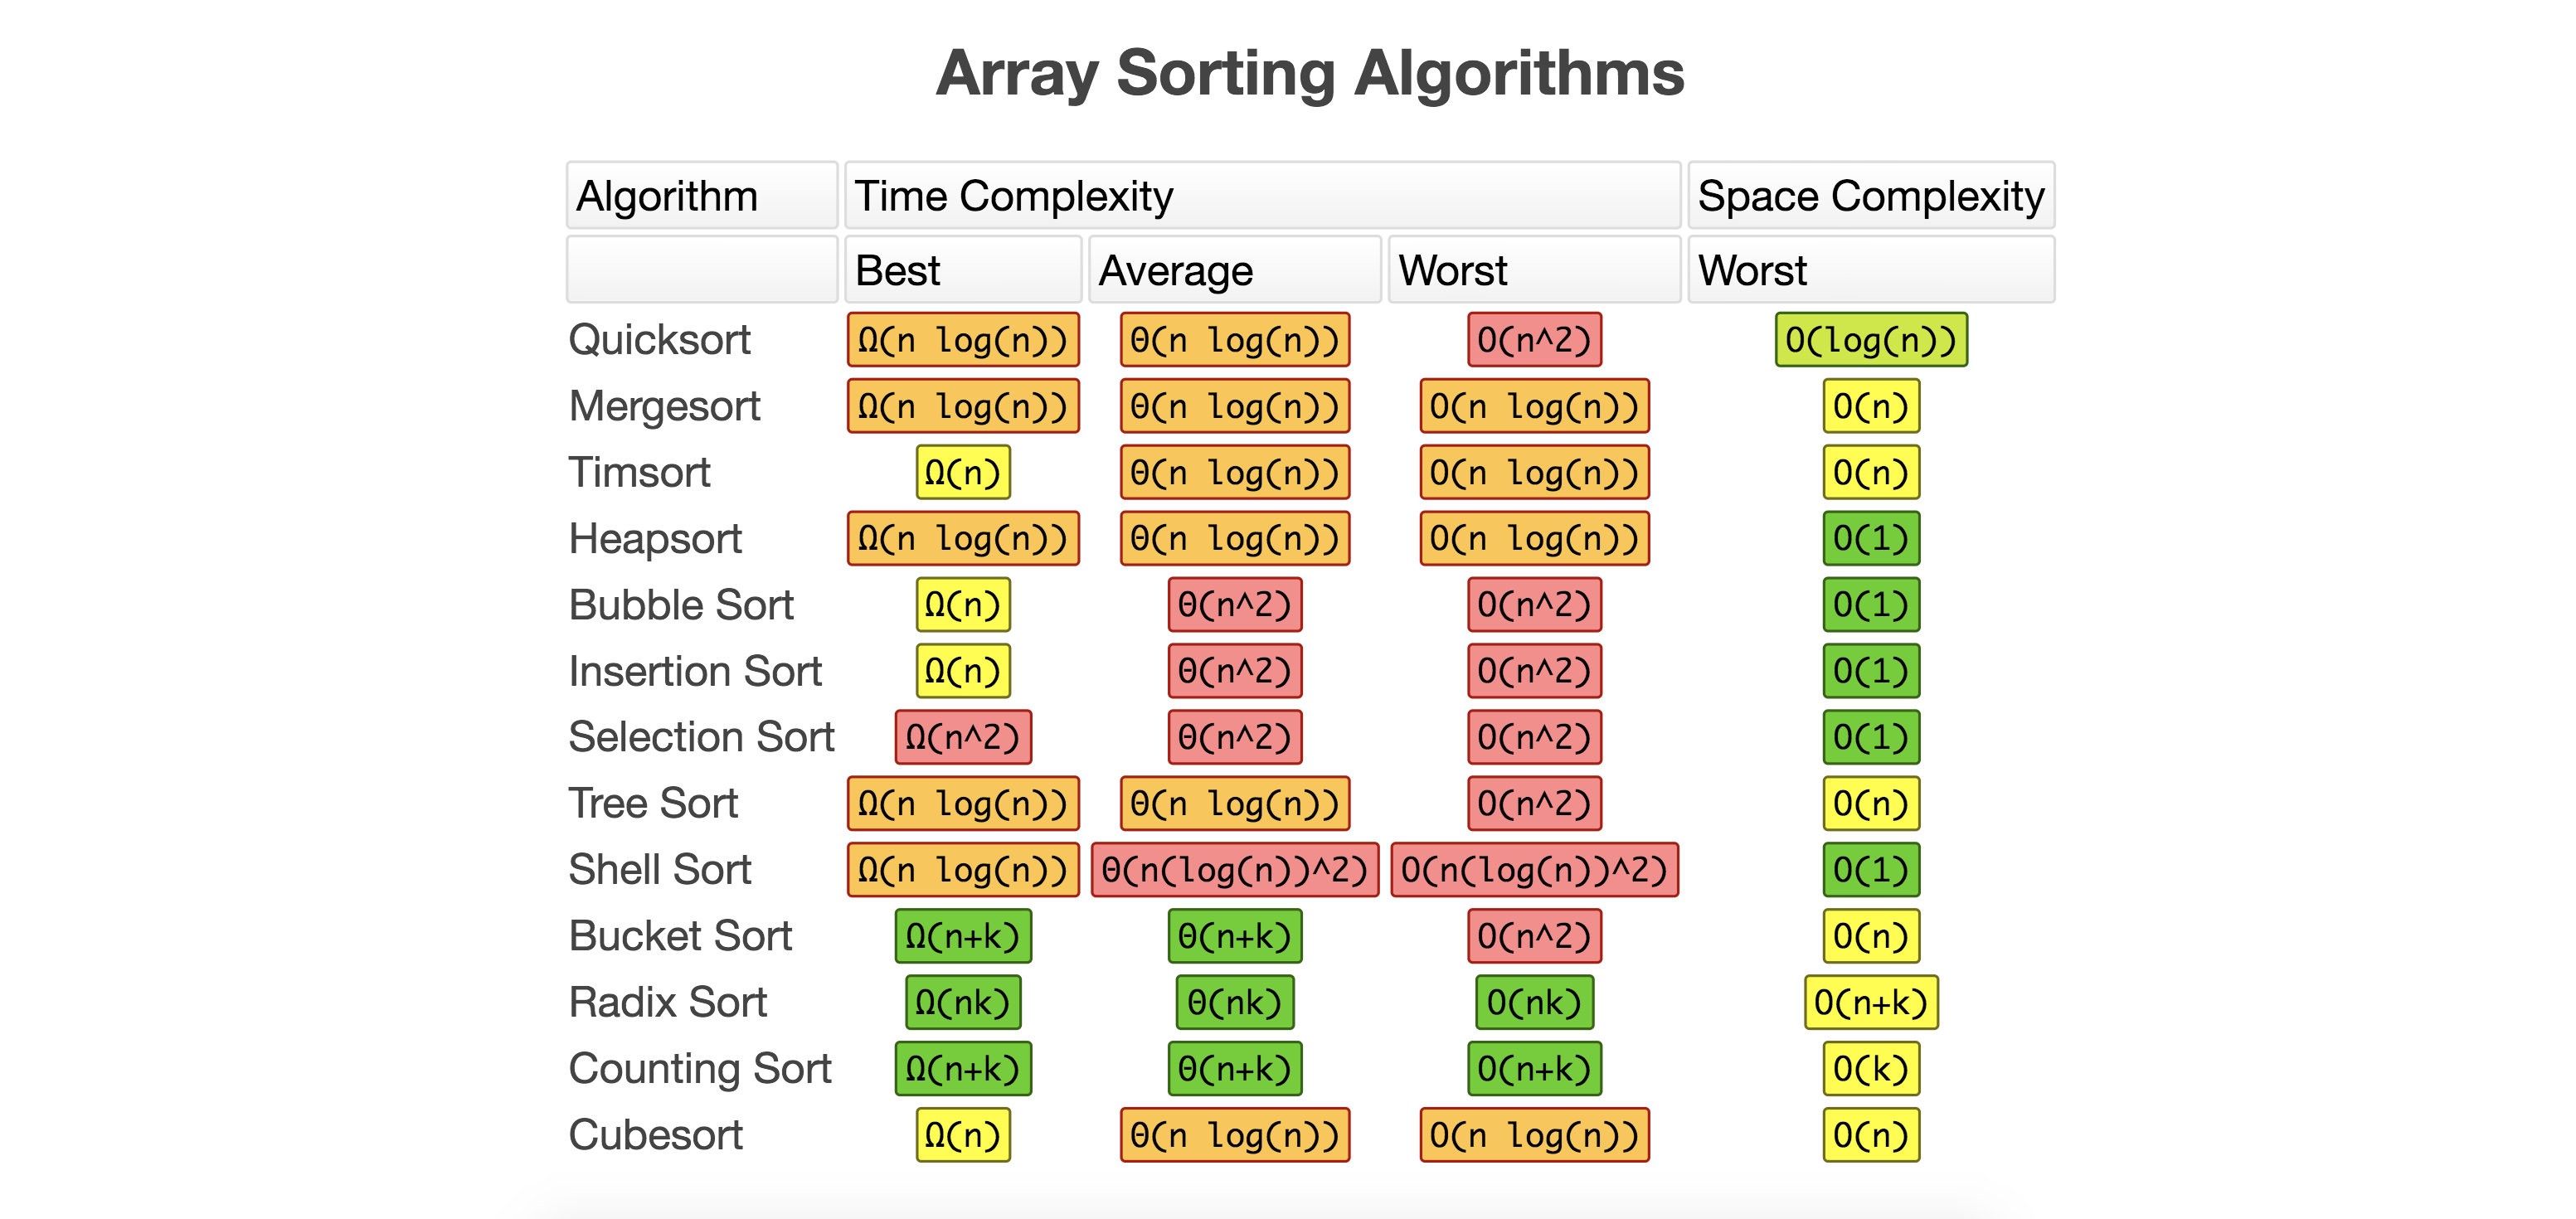 Array Sorting Algorithms
Algorithm Time Complexity Space Complexity
Best Average Worst Worst
Quicksort Ω(n log(n)) Θ(n log(n)) O(n^2) O(log(n))
Mergesort Ω(n log(n)) Θ(n log(n)) O(n log(n)) O(n)
Timsort Ω(n) Θ(n log(n)) O(n log(n)) O(n)
Heapsort Ω(n log(n)) Θ(n log(n)) O(n log(n)) O(1)
Bubble Sort Ω(n) Θ(n^2) O(n^2) O(1)
Insertion Sort Ω(n) Θ(n^2) O(n^2) O(1)
Selection Sort Ω(n^2) Θ(n^2) O(n^2) O(1)
Tree Sort Ω(n log(n)) Θ(n log(n)) O(n^2) O(n)
Shell Sort Ω(n log(n)) Θ(n(log(n))^2) O(n(log(n))^2) O(1)
Bucket Sort Ω(n+k) Θ(n+k) O(n^2) O(n)
Radix Sort Ω(nk) Θ(nk) O(nk) O(n+k)
Counting Sort Ω(n+k) Θ(n+k) O(n+k) O(k)
Cubesort Ω(n) Θ(n log(n)) O(n log(n)) O(n)